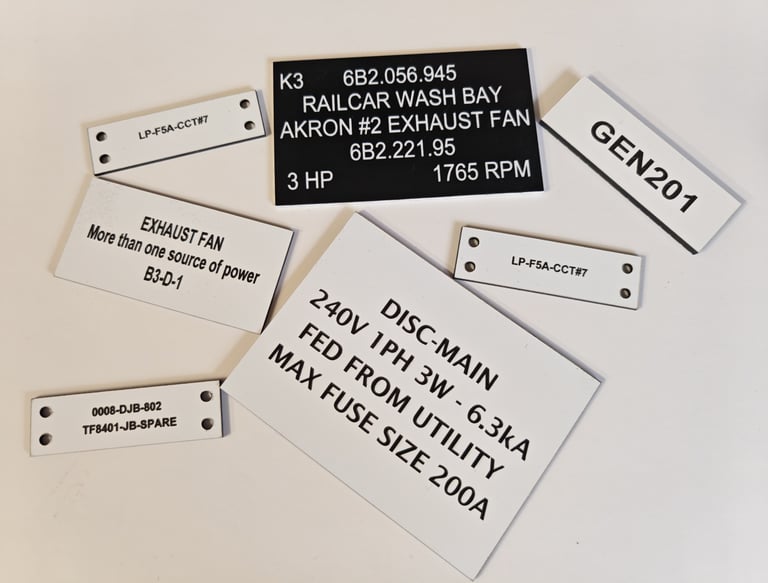 K3 6B2.056.945
RAILCAR WASH BAY
AKRON #2 EXHAUST FAN
6B2.221.95
3 HP 1765 RPM
LP-F5A-CCT#7
GEN201
EXHAUST FAN
More than one source of power
B3-D-1
LP-F5A-CCT#7
DISC-MAIN
240V 1PH 3W - 6.3kA
FED FROM UTILITY
MAX FUSE SIZE 200A
0008-DJB-802
TF8401-JB-SPARE